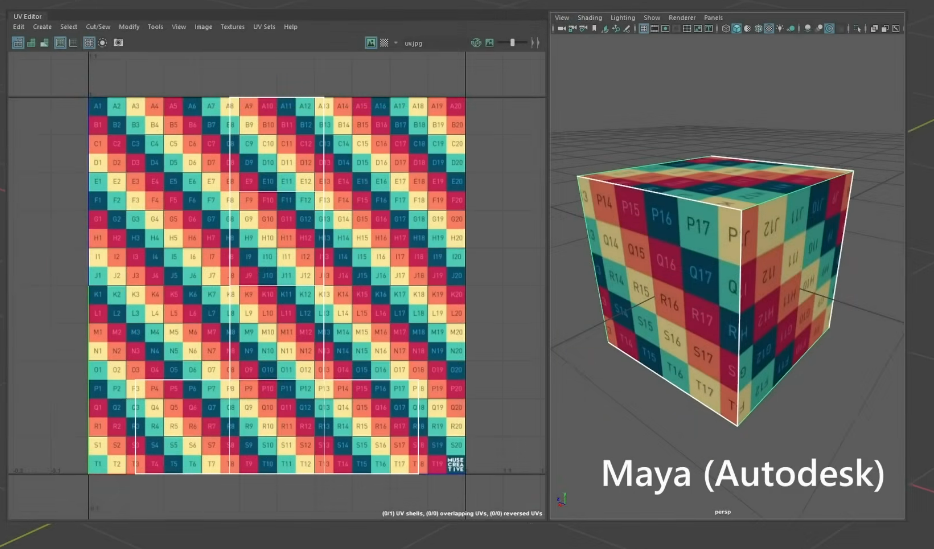 UV Editor
Edit Create Select Cut/Sew Modify Tools View Image Textures UV Sets Help
uv.jpg
View Shading Lighting Show Renderer Panels
A1 A2 A3 A4 A5 A6 A7 A8 A9 A10 A11 A12 A13 A14 A15 A16 A17 A18 A19 A20
B1 B2 B3 B4 B5 B6 B7 B8 B9 B10 B11 B12 B13 B14 B15 B16 B17 B18 B19 B20
C1 C2 C3 C4 C5 C6 C7 C8 C9 C10 C11 C12 C13 C14 C15 C16 C17 C18 C19 C20
D1 D2 D3 D4 D5 D6 D7 D8 D9 D10 D11 D12 D13 D14 D15 D16 D17 D18 D19 D20
E1 E2 E3 E4 E5 E6 E7 E8 E9 E10 E11 E12 E13 E14 E15 E16 E17 E18 E19 E20
F1 F2 F3 F4 F5 F6 F7 F8 F9 F10 F11 F12 F13 F14 F15 F16 F17 F18 F19 F20
G1 G2 G3 G4 G5 G6 G7 G8 G9 G10 G11 G12 G13 G14 G15 G16 G17 G18 G19 G20
H1 H2 H3 H4 H5 H6 H7 H8 H9 H10 H11 H12 H13 H14 H15 H16 H17 H18 H19 H20
I1 I2 I3 I4 I5 I6 I7 I8 I9 I10 I11 I12 I13 I14 I15 I16 I17 I18 I19 I20
J1 J2 J3 J4 J5 J6 J7 J8 J9 J10 J11 J12 J13 J14 J15 J16 J17 J18 J19 J20
K1 K2 K3 K4 K5 K6 K7 K8 K9 K10 K11 K12 K13 K14 K15 K16 K17 K18 K19 K20
L1 L2 L3 L4 L5 L6 L7 L8 L9 L10 L11 L12 L13 L14 L15 L16 L17 L18 L19 L20
M1 M2 M3 M4 M5 M6 M7 M8 M9 M10 M11 M12 M13 M14 M15 M16 M17 M18 M19 M20
N1 N2 N3 N4 N5 N6 N7 N8 N9 N10 N11 N12 N13 N14 N15 N16 N17 N18 N19 N20
O1 O2 O3 O4 O5 O6 O7 O8 O9 O10 O11 O12 O13 O14 O15 O16 O17 O18 O19 O20
P1 P2 P3 P4 P5 P6 P7 P8 P9 P10 P11 P12 P13 P14 P15 P16 P17 P18 P19 P20
Q1 Q2 Q3 Q4 Q5 Q6 Q7 Q8 Q9 Q10 Q11 Q12 Q13 Q14 Q15 Q16 Q17 Q18 Q19 Q20
R1 R2 R3 R4 R5 R6 R7 R8 R9 R10 R11 R12 R13 R14 R15 R16 R17 R18 R19 R20
S1 S2 S3 S4 S5 S6 S7 S8 S9 S10 S11 S12 S13 S14 S15 S16 S17 S18 S19 S20
T1 T2 T3 T4 T5 T6 T7 T8 T9 T10 T11 T12 T13 T14 T15 T16 T17 T18 T19
MUSE
CREA
TIVE
(0/1) UV shells, (0/0) overlapping UVs, (0/0) reversed UVs
P14 P15 P16 P17 P
Q14 Q15 Q16 Q17 Q
R14 R15 R16 R17 R
S14 S15 S16 S17 S
T14 T15 T16 T17 T
J12 J11 J10
I12 I11
H12 H11
G12
Maya (Autodesk)
persp